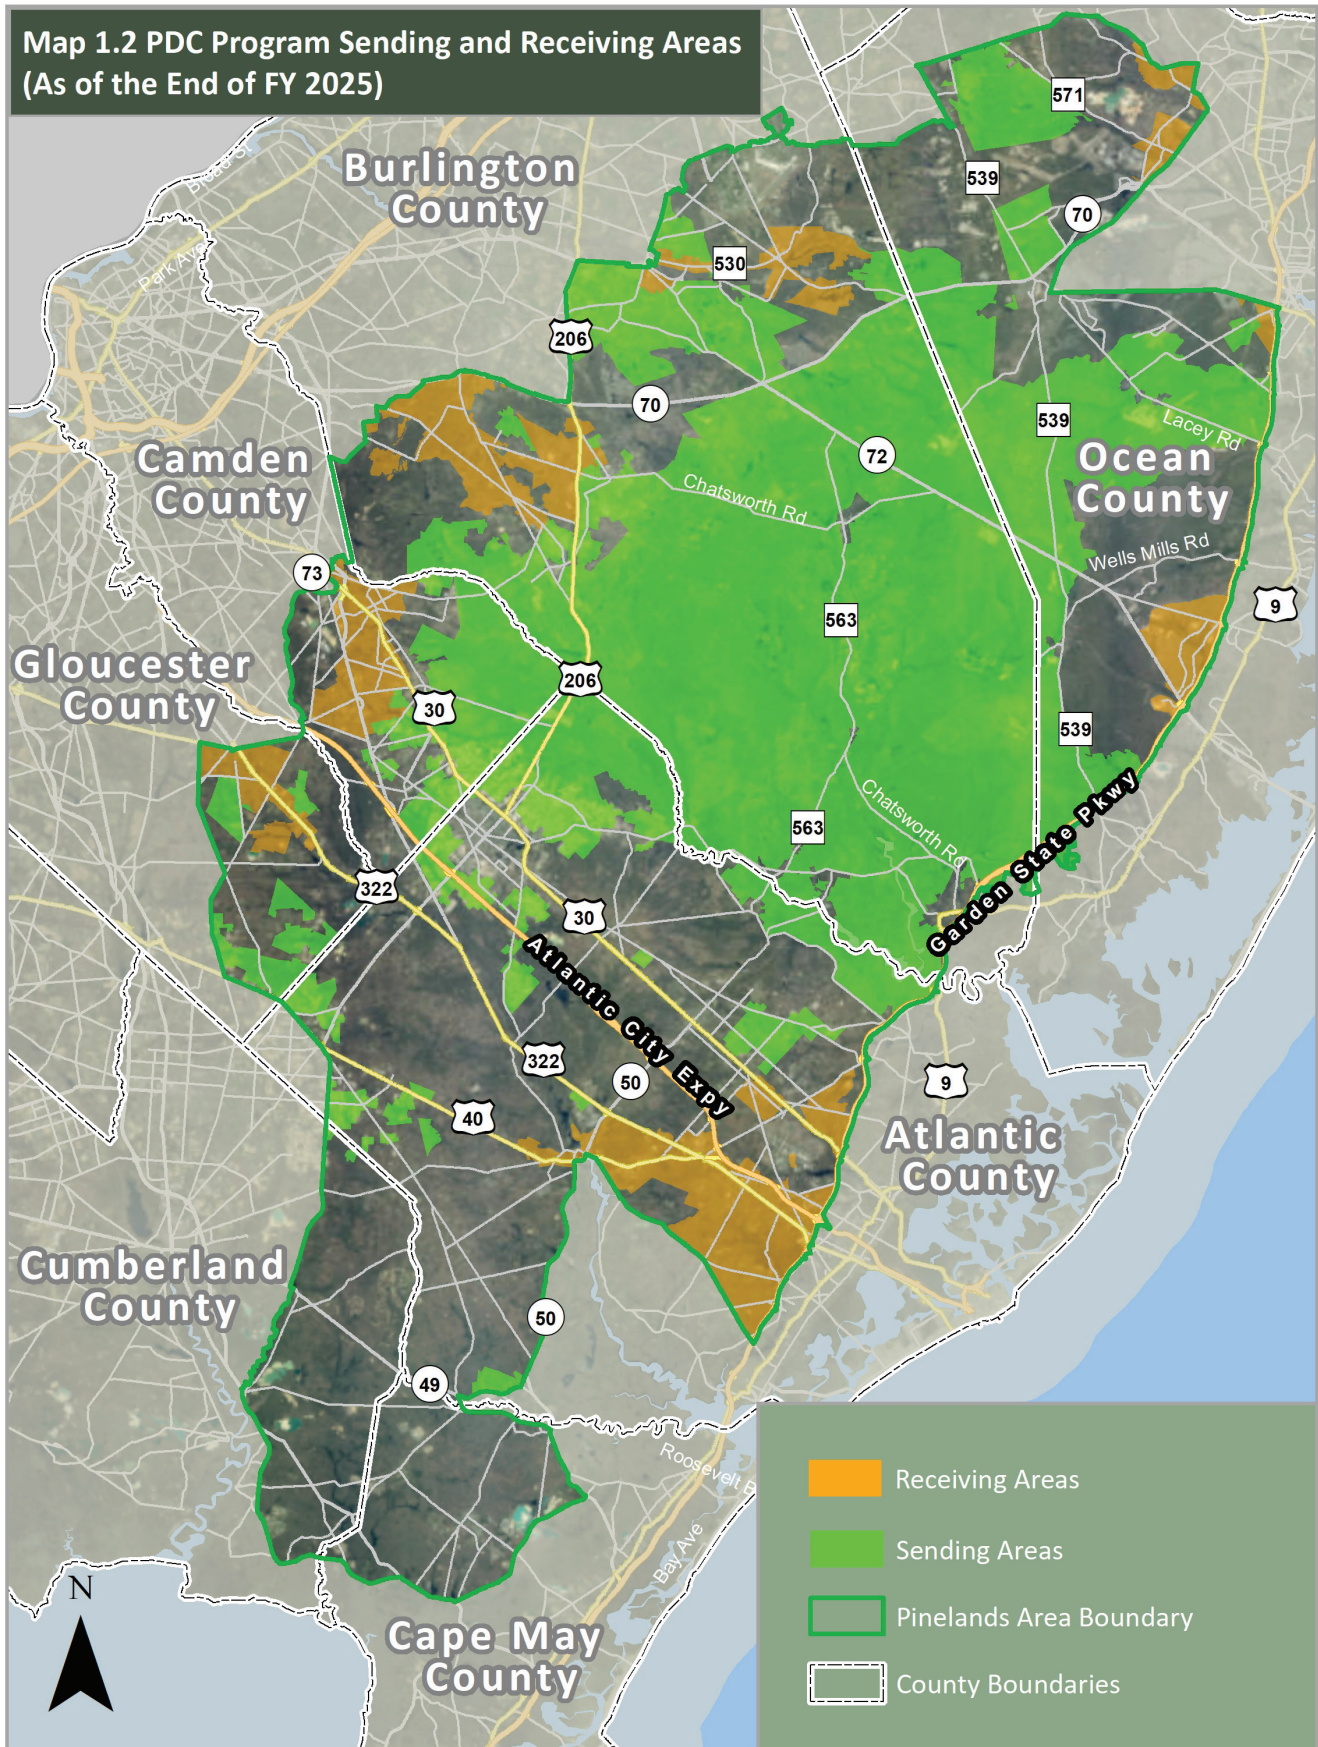 Map 1.2 PDC Program Sending and Receiving Areas
(As of the End of FY 2025)
571
Broad St
Burlington
County
539
70
Park Ave
530
206
70
539
Lacey Rd
Camden
County
72
Ocean
County
Chatsworth Rd
Wells Mills Rd
73
9
563
Gloucester
County
206
30
539
Chatsworth Rd
563
Garden State Pkwy
322
30
Atlantic City Expy
322
50
9
40
Atlantic
County
Cumberland
County
50
49
Roosevelt B
Bay Ave
Receiving Areas
Sending Areas
Pinelands Area Boundary
County Boundaries
N
Cape May
County